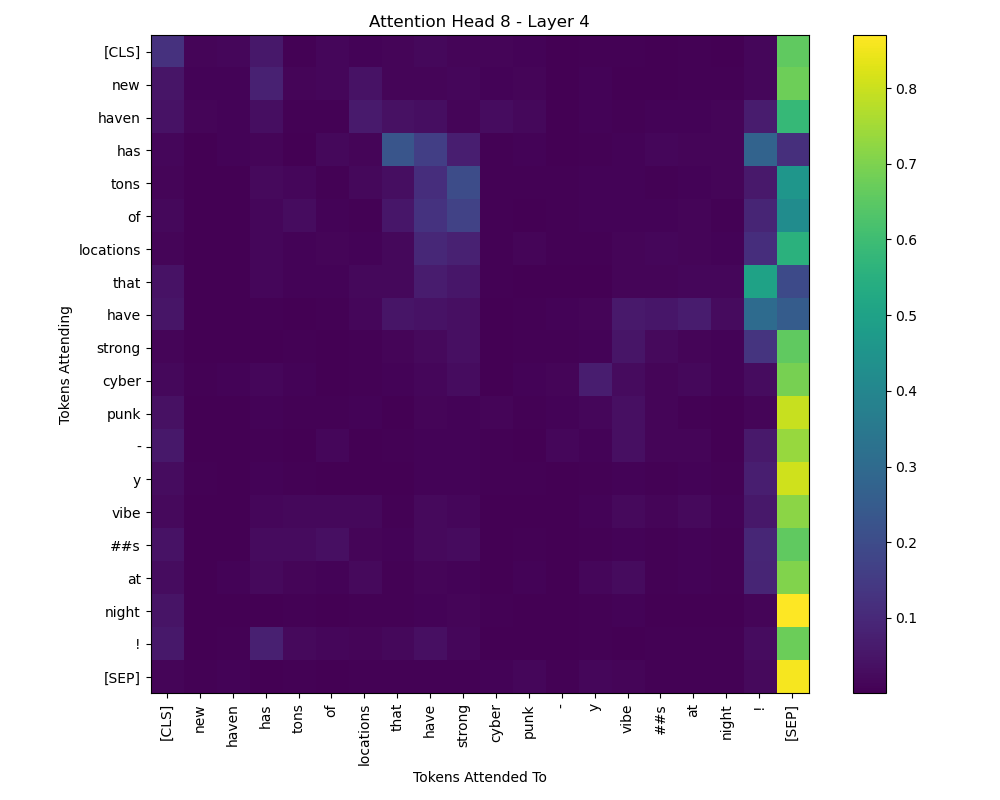 Attention Head 8 - Layer 4
Tokens Attending
[CLS]
new
haven
has
tons
of
locations
that
have
strong
cyber
punk
-
y
vibe
##s
at
night
!
[SEP]
[CLS]
new
haven
has
tons
of
locations
that
have
strong
cyber
punk
-
y
vibe
##s
at
night
!
[SEP]
Tokens Attended To
0.8
0.7
0.6
0.5
0.4
0.3
0.2
0.1